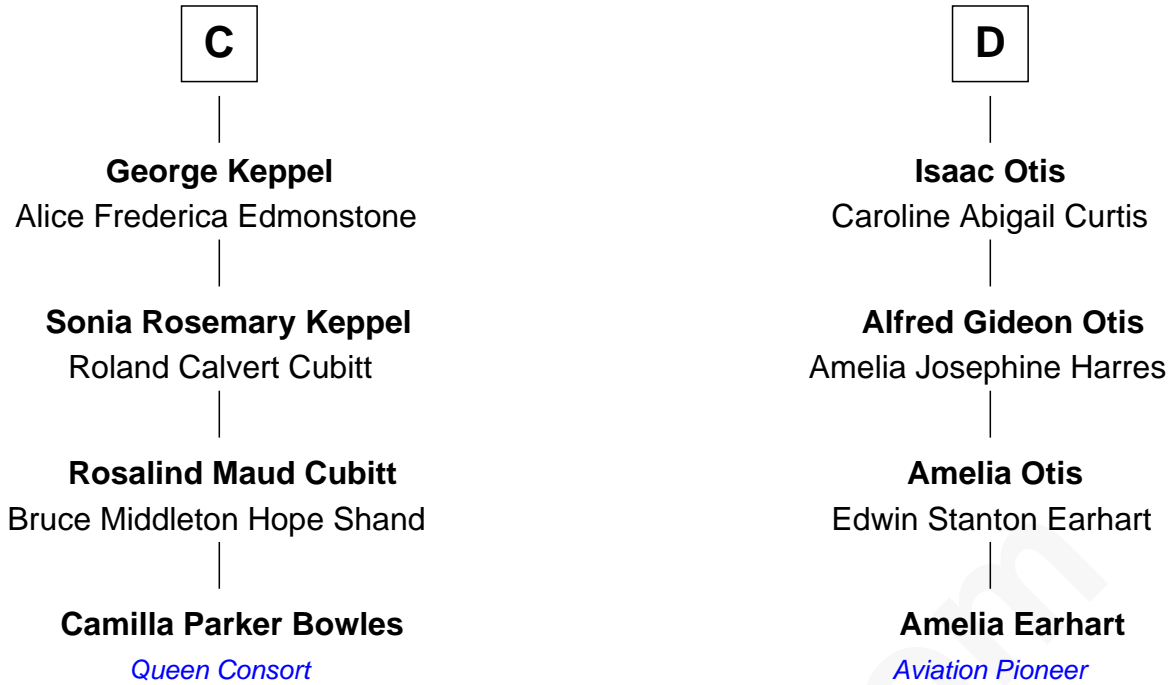 C
George Keppel
Alice Frederica Edmonstone
Sonia Rosemary Keppel
Roland Calvert Cubitt
Rosalind Maud Cubitt
Bruce Middleton Hope Shand
Camilla Parker Bowles
Queen Consort
D
Isaac Otis
Caroline Abigail Curtis
Alfred Gideon Otis
Amelia Josephine Harres
Amelia Otis
Edwin Stanton Earhart
Amelia Earhart
Aviation Pioneer